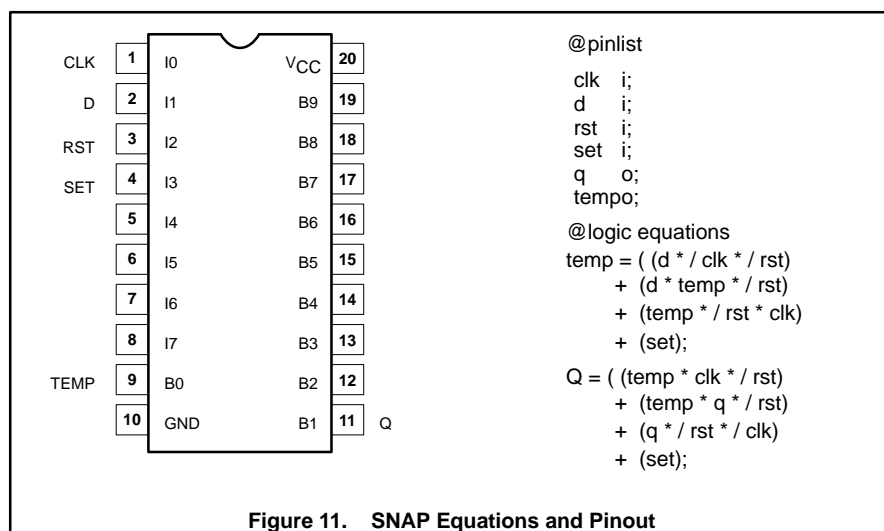 CLK 1 I0 VCC 20
D 2 I1 B9 19
RST 3 I2 B8 18
SET 4 I3 B7 17
5 I4 B6 16
6 I5 B5 15
7 I6 B4 14
8 I7 B3 13
TEMP 9 B0 B2 12
10 GND B1 11 Q
@pinlist
clk i;
d i;
rst i;
set i;
q o;
tempo;
@logic equations
temp = ( (d * / clk * / rst)
+ (d * temp * / rst)
+ (temp * / rst * clk)
+ (set);
Q = ( (temp * clk * / rst)
+ (temp * q * / rst)
+ (q * / rst * / clk)
+ (set);
Figure 11. SNAP Equations and Pinout